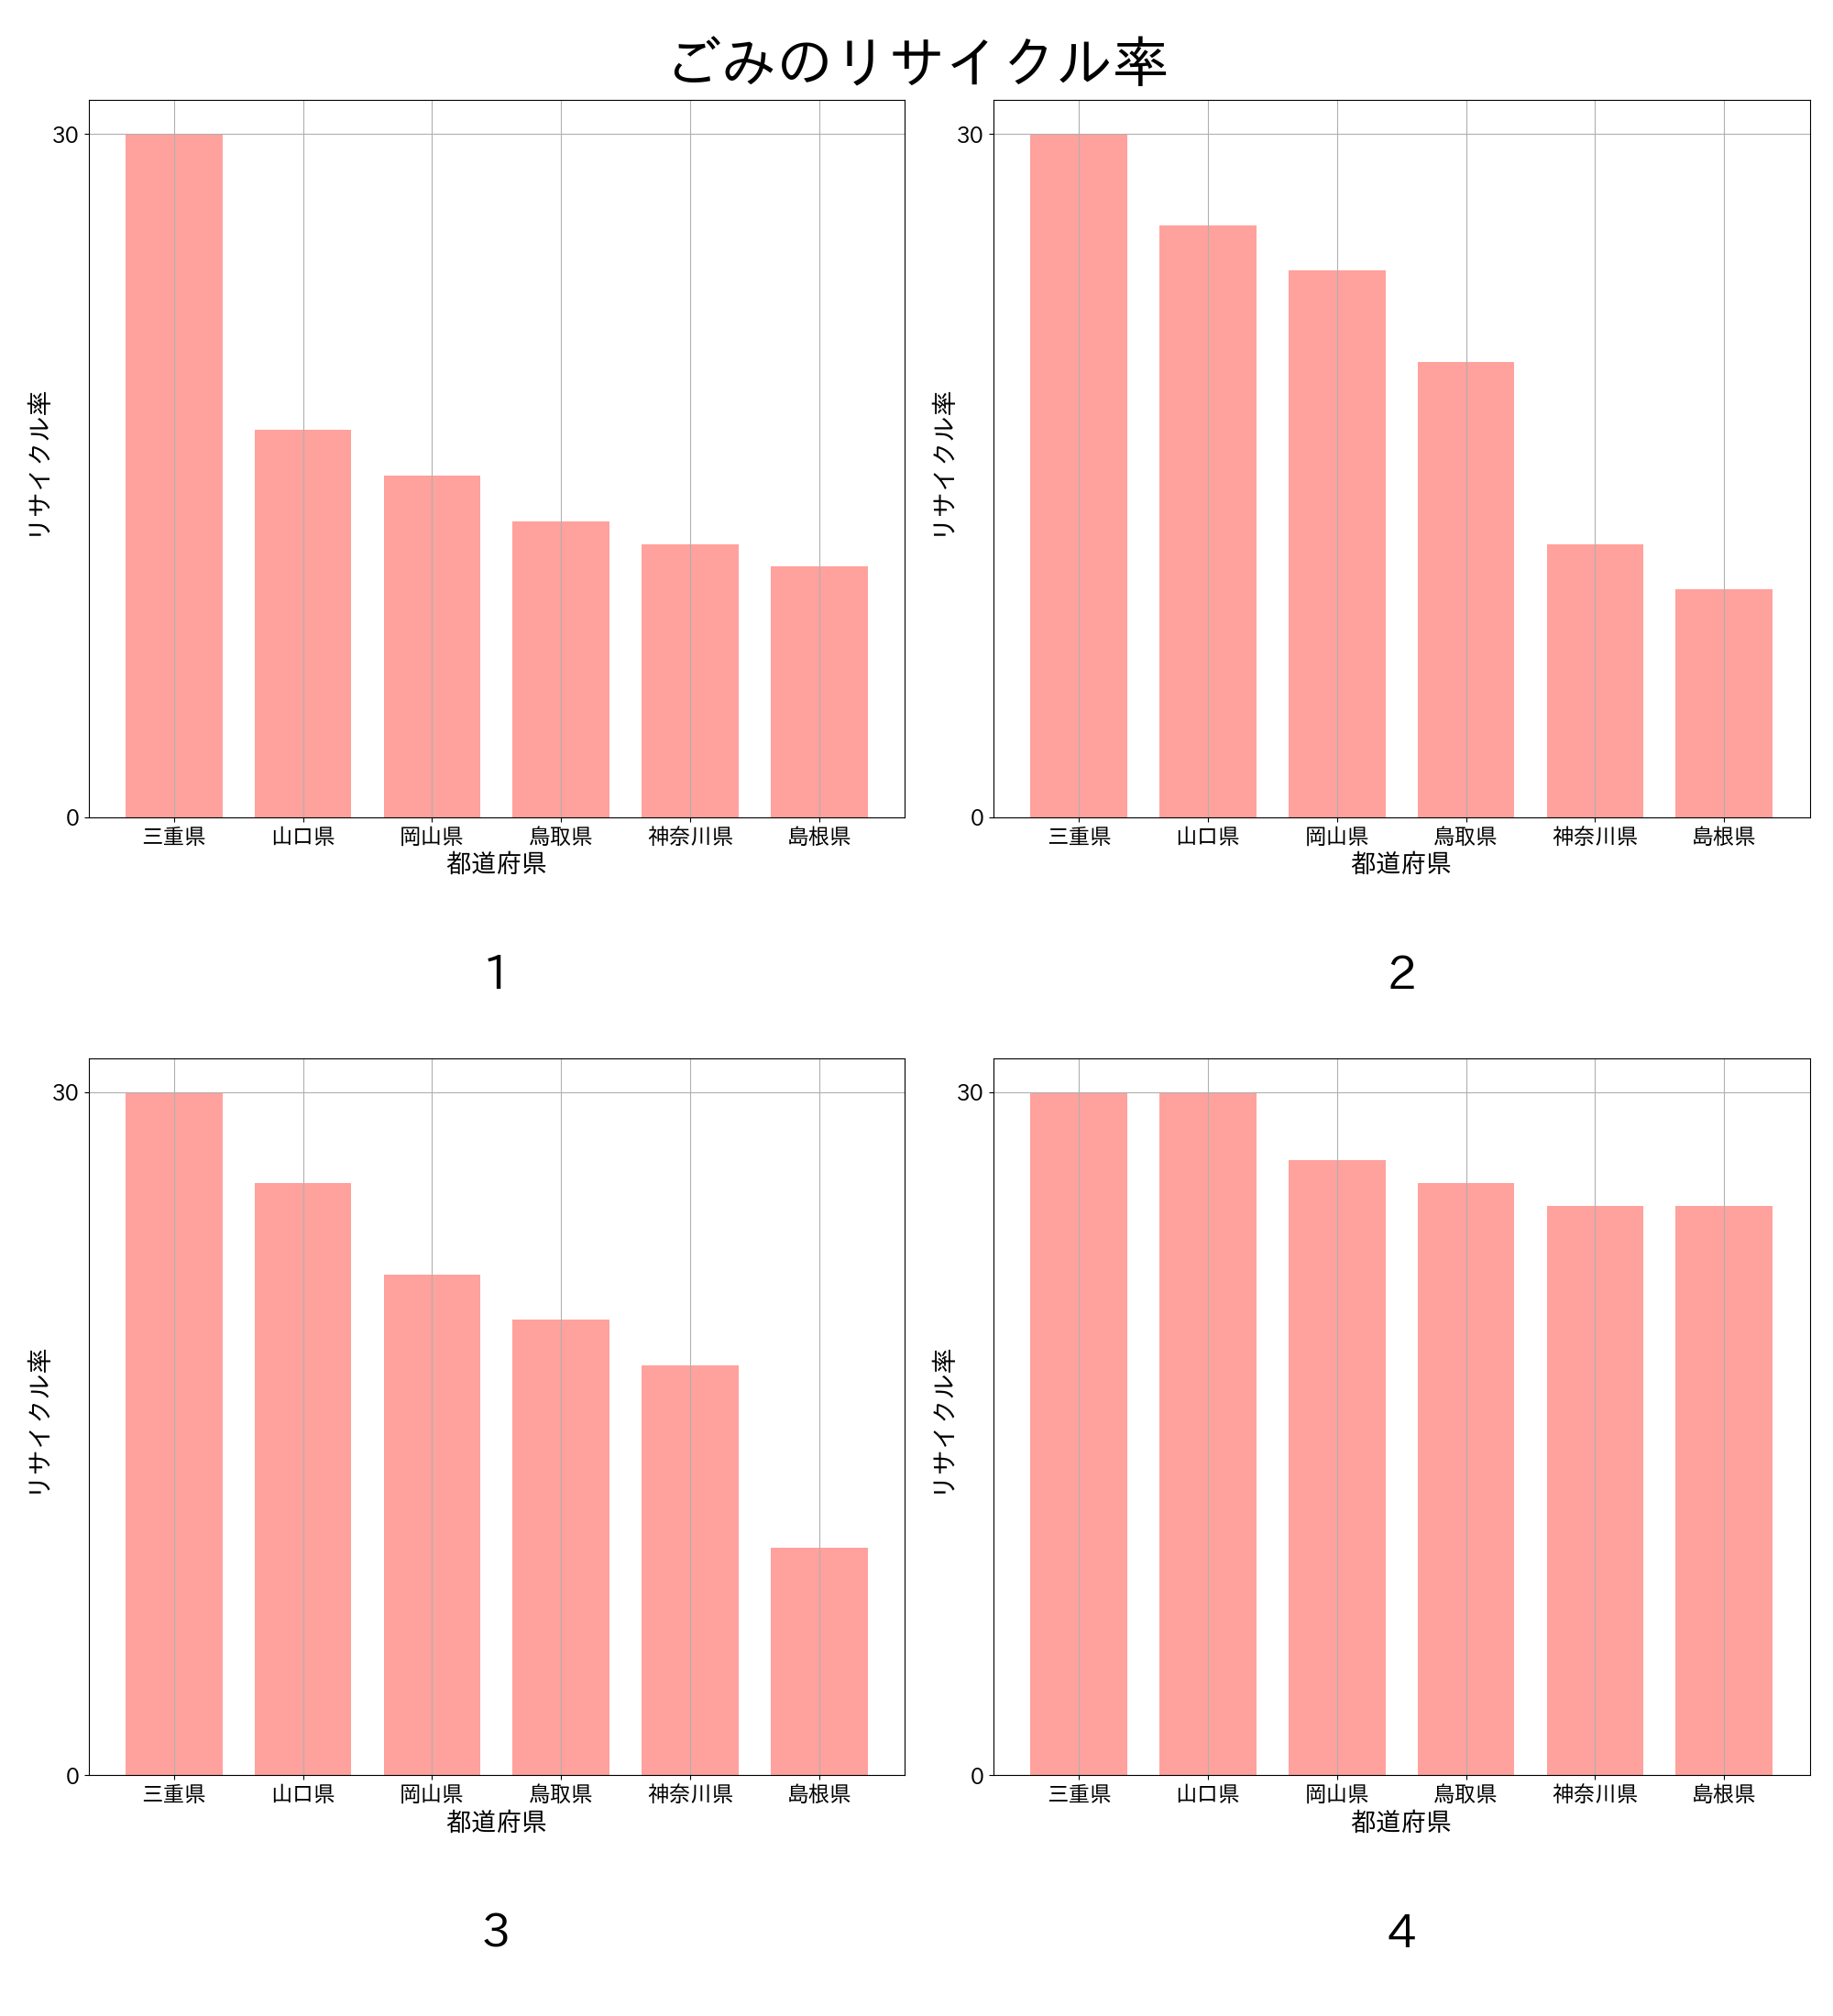 ごみのリサイクル率
30
0
リサイクル率
三重県 山口県 岡山県 鳥取県 神奈川県 島根県
都道府県
1
30
0
リサイクル率
三重県 山口県 岡山県 鳥取県 神奈川県 島根県
都道府県
2
30
0
リサイクル率
三重県 山口県 岡山県 鳥取県 神奈川県 島根県
都道府県
3
30
0
リサイクル率
三重県 山口県 岡山県 鳥取県 神奈川県 島根県
都道府県
4